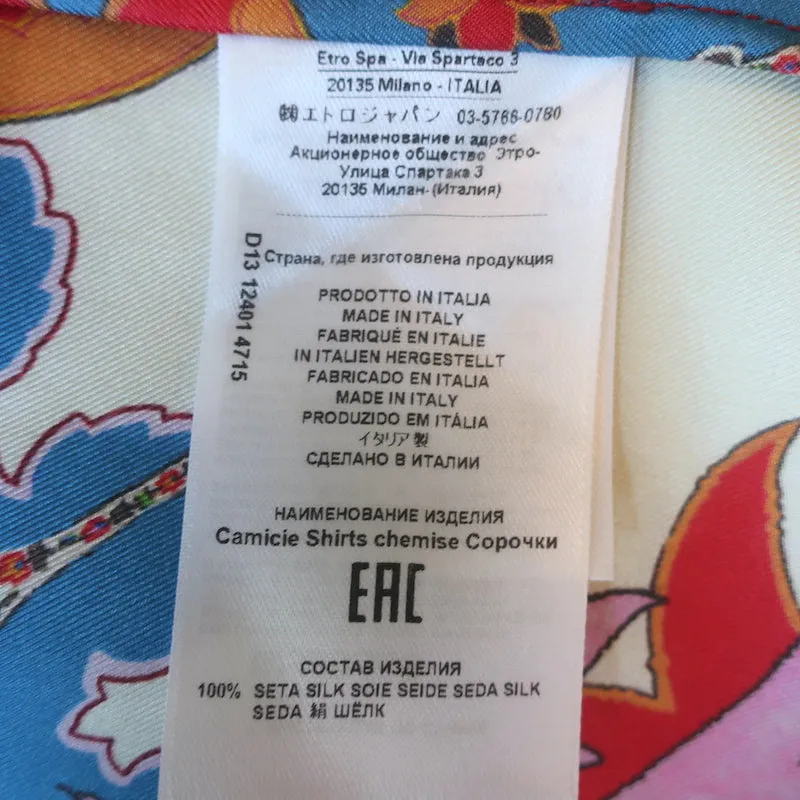 Etro Spa - Via Spartaco 3
20135 Milano - ITALIA
㈱エトロジャパン 03-5766-0780
Наименование и адрес
Акционерное общество Этро-
Улица Спартака 3
20135 Милан- (Италия)
Страна, где изготовлена продукция
D13 12401 4715
PRODOTTO IN ITALIA
MADE IN ITALY
FABRIQUÉ EN ITALIE
IN ITALIEN HERGESTELLT
FABRICADO EN ITALIA
MADE IN ITALY
PRODUZIDO EM ITÁLIA
イタリア製
СДЕЛАНО В ИТАЛИИ
НАИМЕНОВАНИЕ ИЗДЕЛИЯ
Camicie Shirts chemise Сорочки
EAC
СОСТАВ ИЗДЕЛИЯ
100% SETA SILK SOIE SEIDE SEDA SILK
SEDA 絹 ШЁЛК